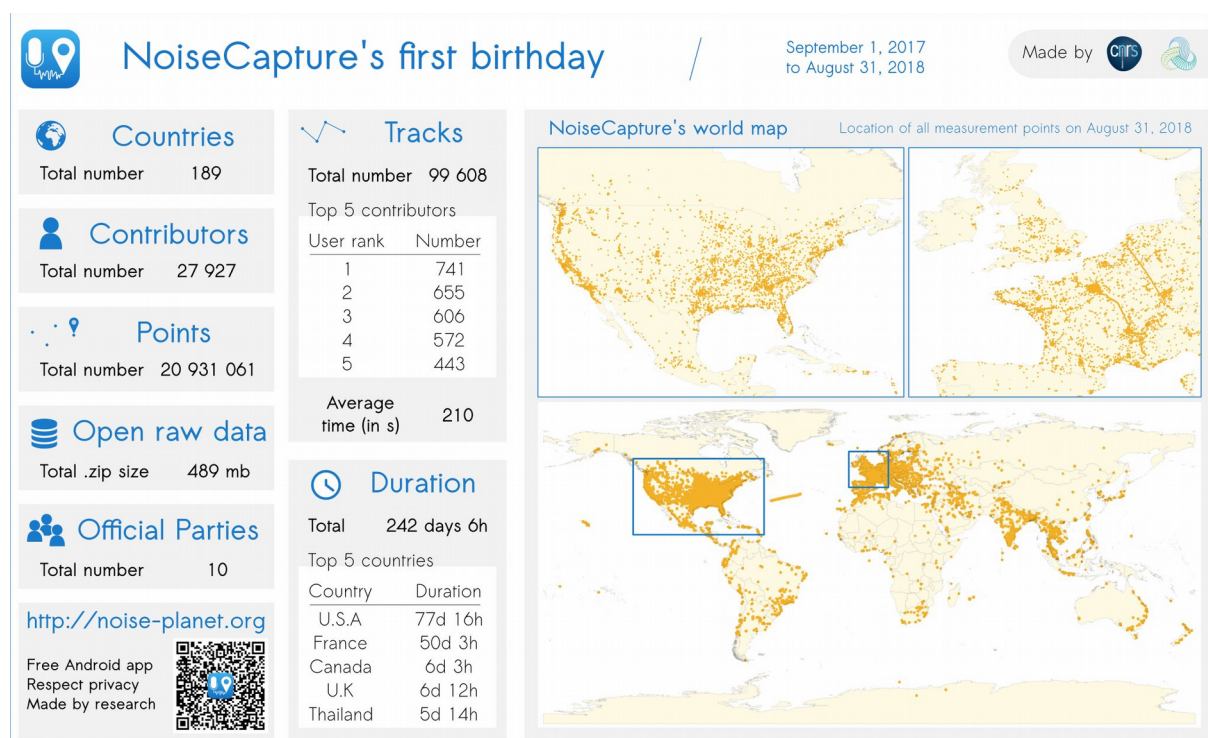 NoiseCapture's first birthday
September 1, 2017
to August 31, 2018
Made by
cnrs
Countries
Total number 189
Contributors
Total number 27 927
Points
Total number 20 931 061
Open raw data
Total .zip size 489 mb
Official Parties
Total number 10
http://noise-planet.org
Free Android app
Respect privacy
Made by research
Tracks
Total number 99 608
Top 5 contributors
User rank Number
1 741
2 655
3 606
4 572
5 443
Average
time (in s) 210
Duration
Total 242 days 6h
Top 5 countries
Country Duration
U.S.A 77d 16h
France 50d 3h
Canada 6d 3h
U.K 6d 12h
Thailand 5d 14h
NoiseCapture's world map Location of all measurement points on August 31, 2018